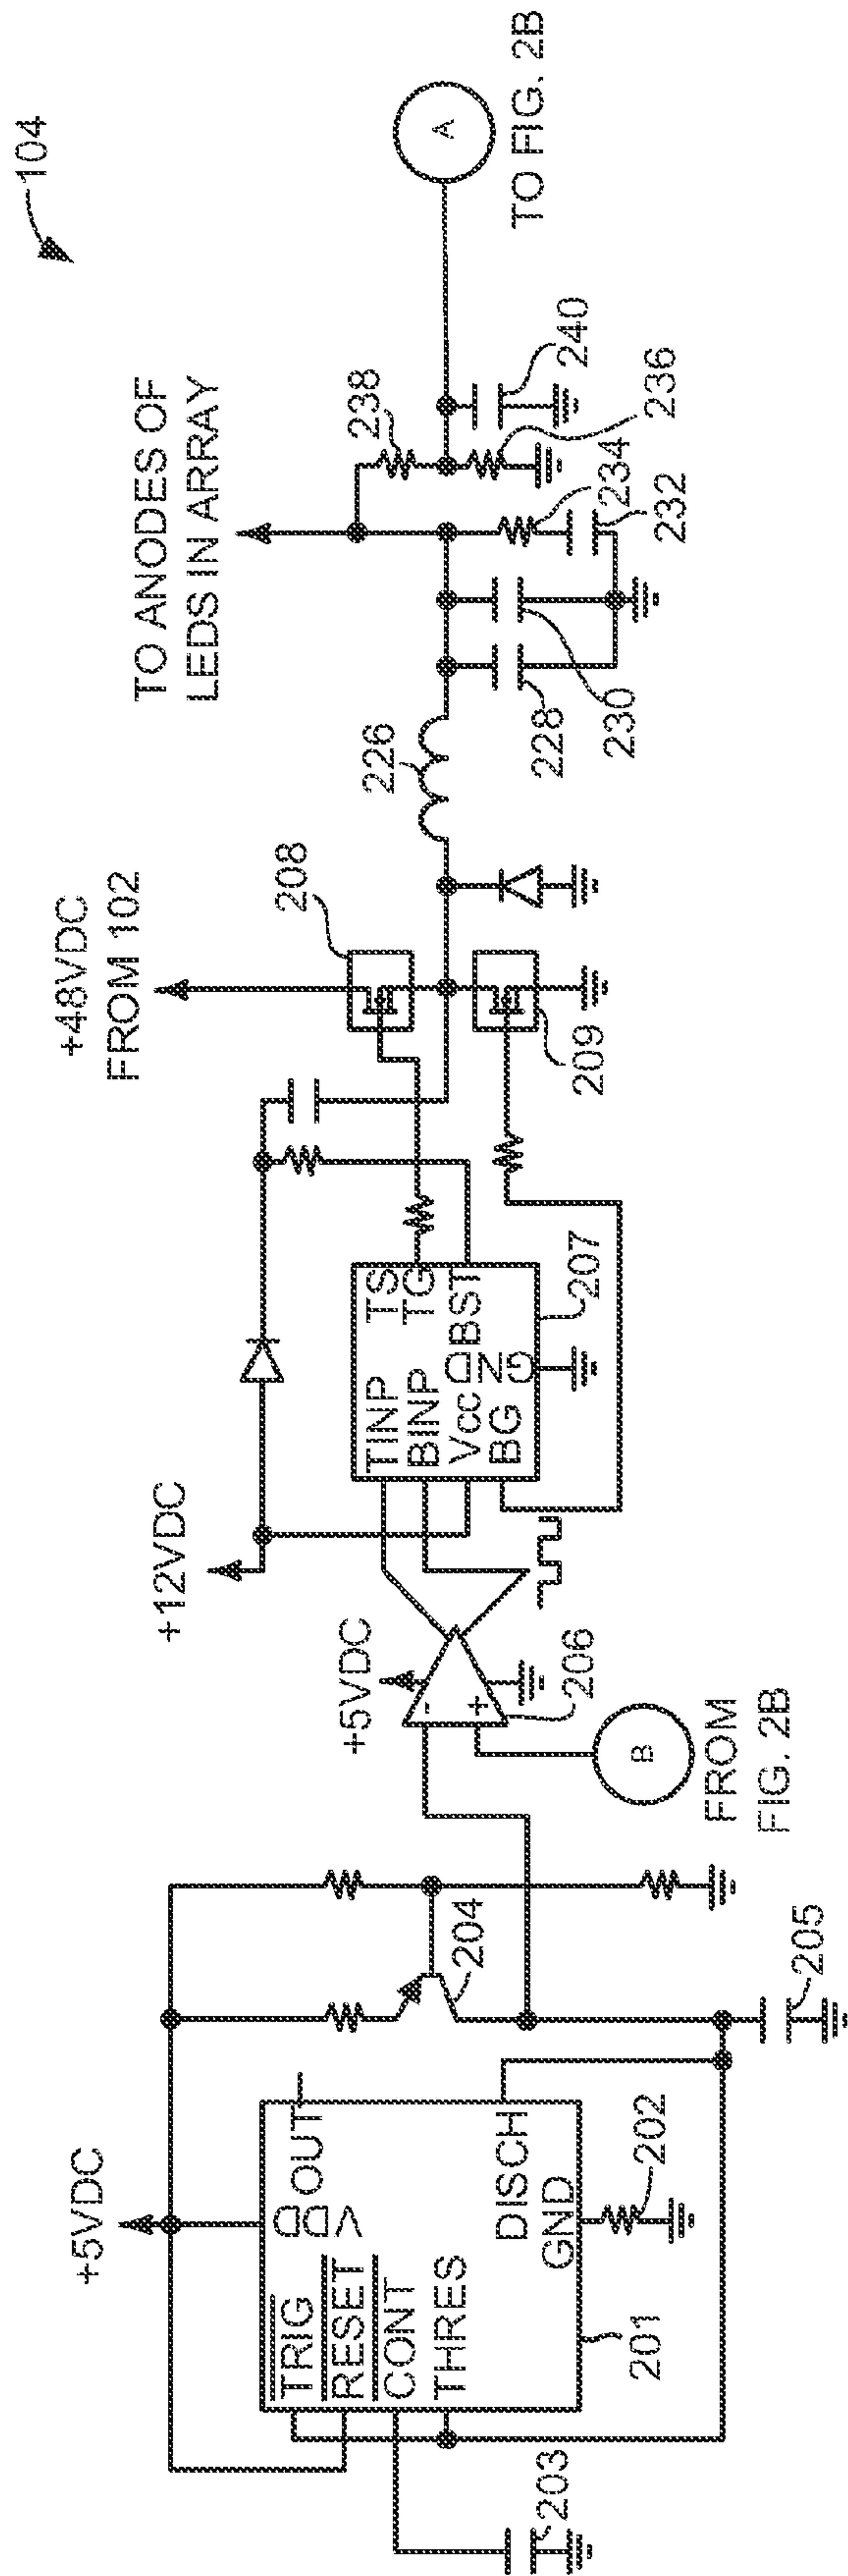 104
TO ANODES OF
LEDS IN ARRAY
+48VDC
FROM 102
208
226
228
230
238
234
232
236
240
A
TO FIG. 2B
+12VDC
TINP
BINP
Vcc
BG
TS
TG
BST
GND
207
209
+5VDC
-
+
206
B
FROM
FIG. 2B
+5VDC
TRIG
RESET
CONT
THRES
VDD
OUT
DISCH
GND
201
202
203
204
205